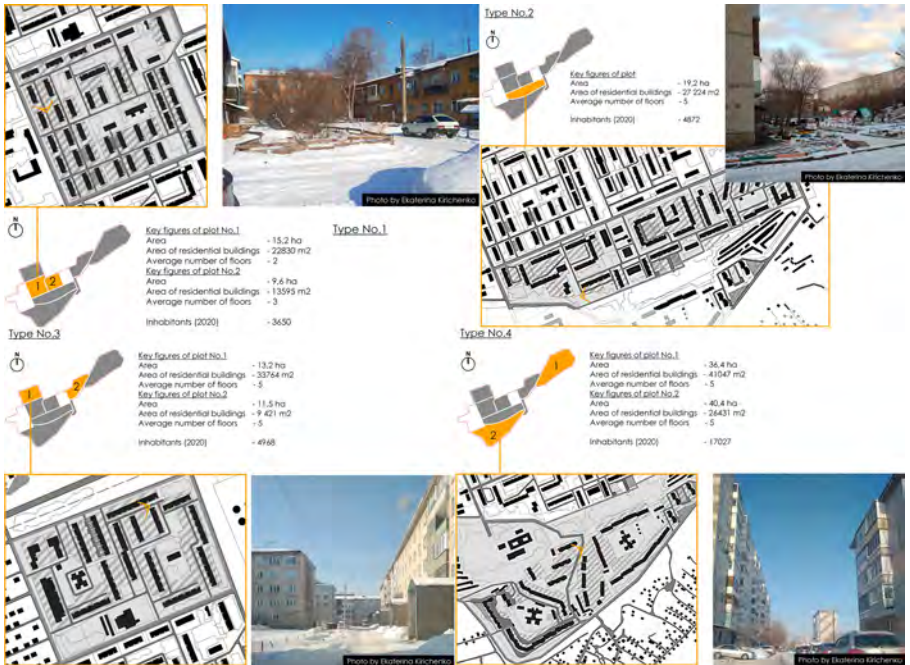 Photo by Ekaterina Kirichenko
N
Key figures of plot No.1
Area - 15,2 ha
Area of residential buildings - 22830 m2
Average number of floors - 2
Key figures of plot No.2
Area - 9,6 ha
Area of residential buildings - 13595 m2
Average number of floors - 3
Inhabitants (2020) - 3650
Type No.1
1 2
Type No.2
N
Key figures of plot
Area - 19,2 ha
Area of residential buildings - 27 224 m2
Average number of floors - 5
Inhabitants (2020) - 4872
Photo by Ekaterina Kirichenko
Type No.3
N
1 2
Key figures of plot No.1
Area - 13,2 ha
Area of residential buildings - 33764 m2
Average number of floors - 5
Key figures of plot No.2
Area - 11,5 ha
Area of residential buildings - 9 421 m2
Average number of floors - 5
Inhabitants (2020) - 4968
Photo by Ekaterina Kirichenko
Type No.4
N
1
2
Key figures of plot No.1
Area - 36,4 ha
Area of residential buildings - 41047 m2
Average number of floors - 5
Key figures of plot No.2
Area - 40,4 ha
Area of residential buildings - 26431 m2
Average number of floors - 5
Inhabitants (2020) - 17027
Photo by Ekaterina Kirichenko